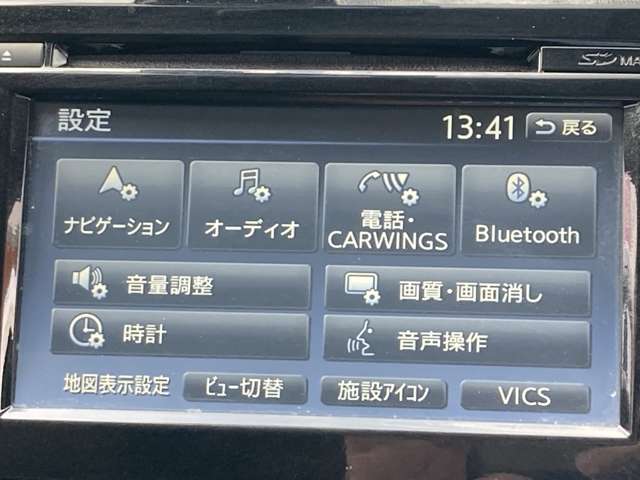 SD MA
設定
13:41
戻る
ナビゲーション
オーディオ
電話・
CARWINGS
Bluetooth
音量調整
画質・画面消し
時計
音声操作
地図表示設定
ビュー切替
施設アイコン
VICS